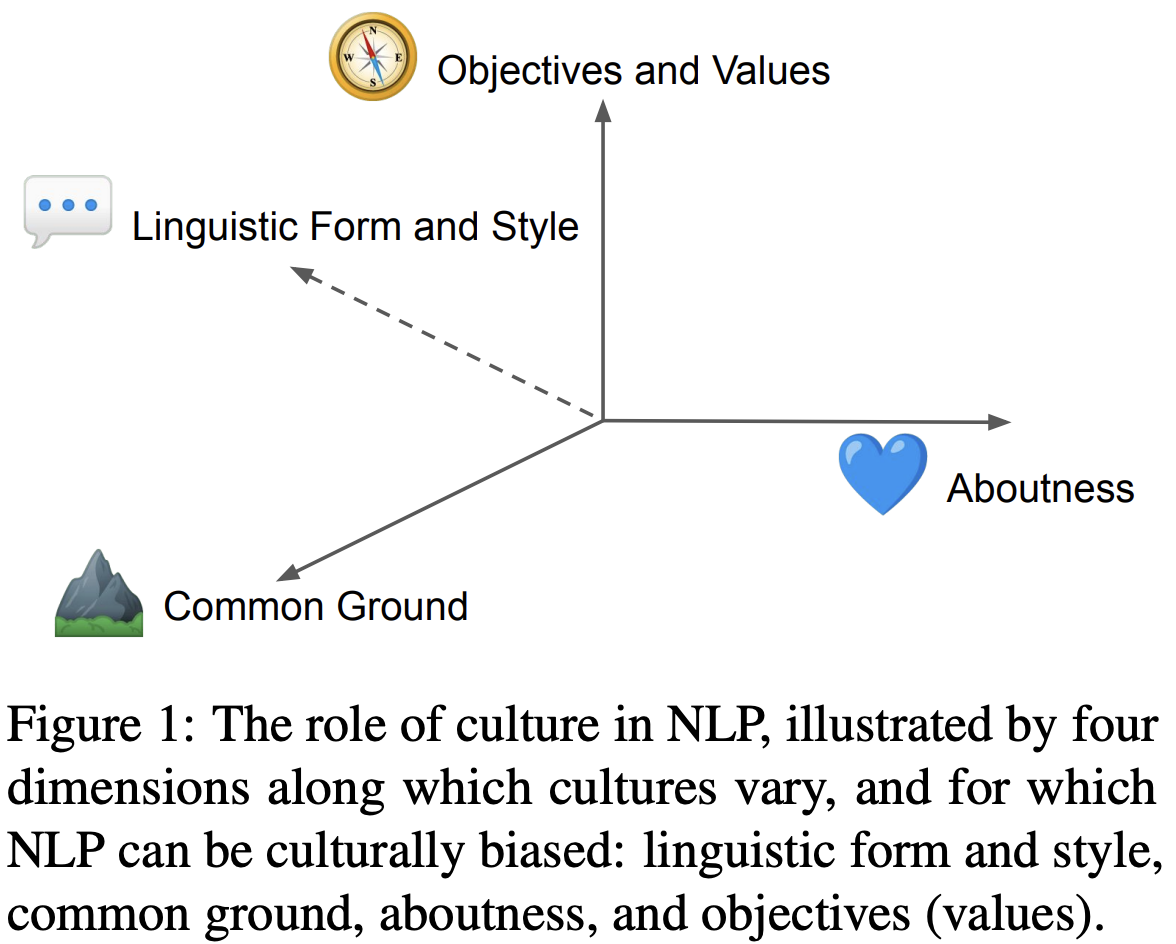 N
W E
S
Objectives and Values
Linguistic Form and Style
Aboutness
Common Ground
Figure 1: The role of culture in NLP, illustrated by four
dimensions along which cultures vary, and for which
NLP can be culturally biased: linguistic form and style,
common ground, aboutness, and objectives (values).